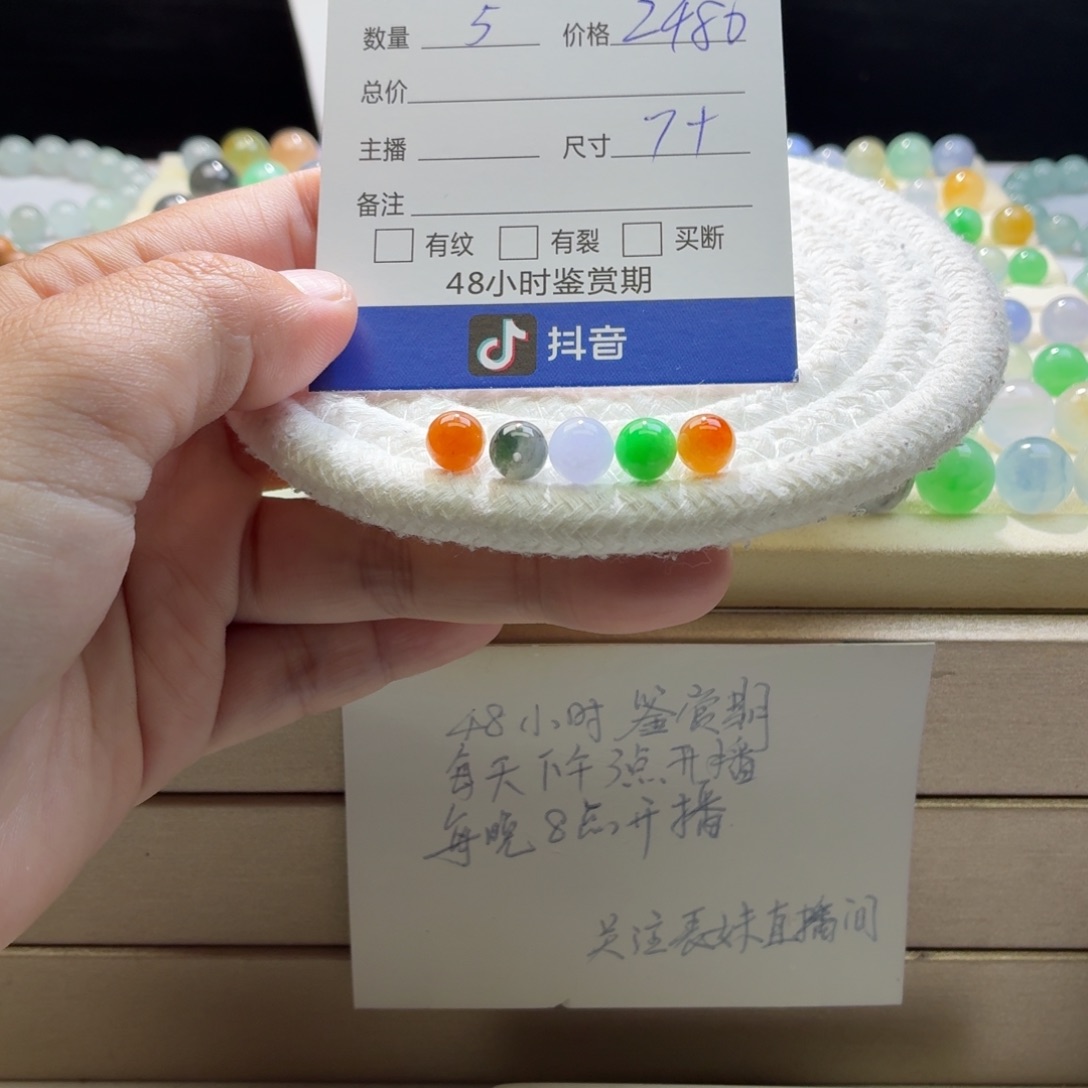 数量 5 价格 2486
总价
主播 尺寸 7+
备注
有纹 有裂 买断
48小时鉴赏期
抖音
48小时鉴赏期
每天下午3点开播
每晚8点开播
关注表妹直播间